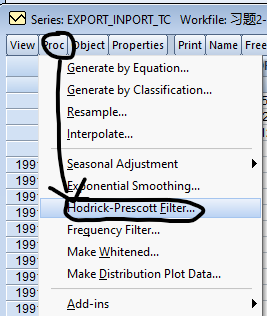 Series: EXPORT_INPORT_TC Workfile: 习题2-
View Proc Object Properties Print Name Freeze
Generate by Equation...
Generate by Classification...
Resample...
Interpolate...
Seasonal Adjustment
Exponential Smoothing...
Hodrick-Prescott Filter...
Frequency Filter...
Make Whitened...
Make Distribution Plot Data...
Add-ins
199
199
199
199
199
199
199
199
199